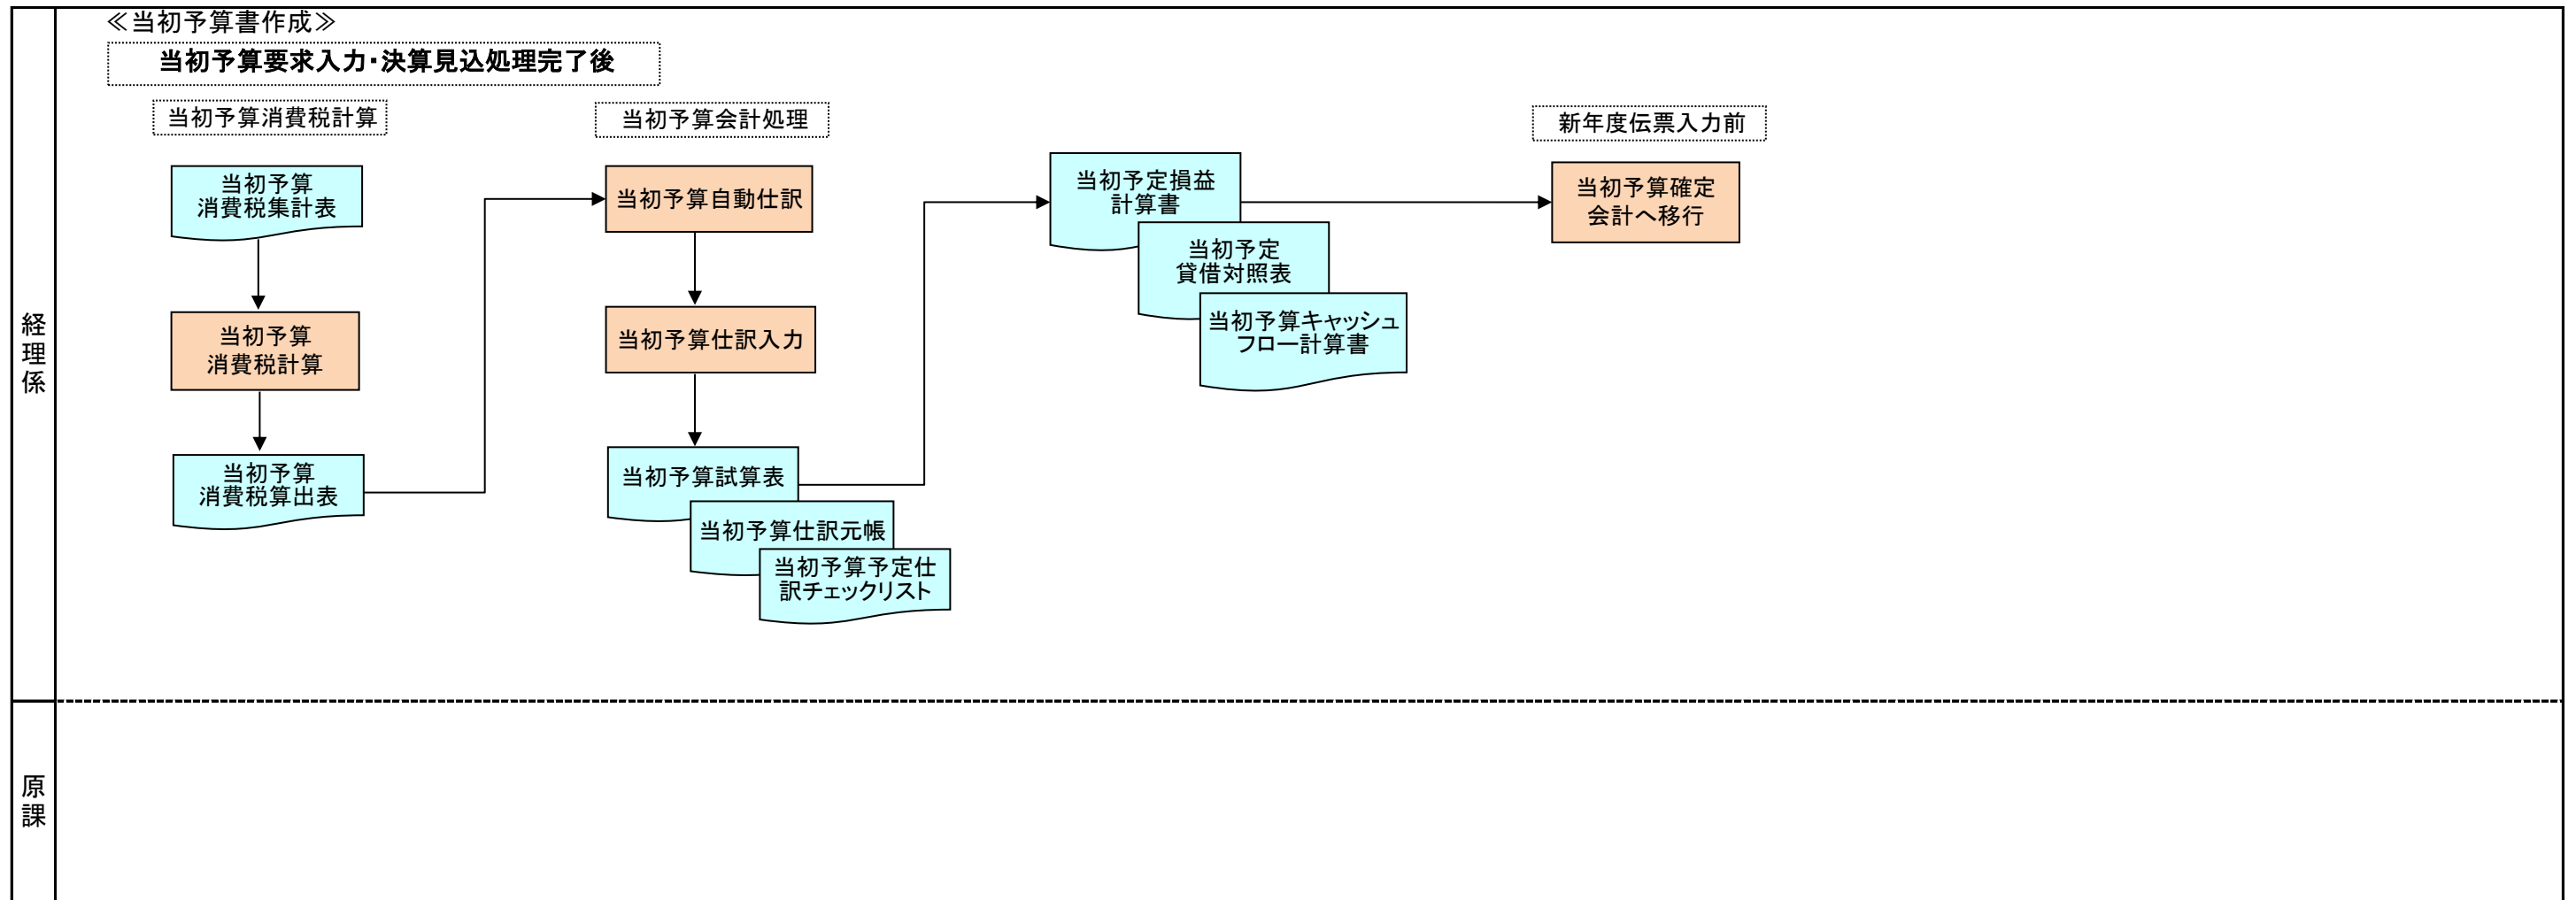 ≪当初予算書作成≫
当初予算要求入力･決算見込処理完了後
当初予算消費税計算
当初予算
消費税集計表
当初予算
消費税計算
当初予算
消費税算出表
当初予算会計処理
当初予算自動仕訳
当初予算仕訳入力
当初予算試算表
当初予算仕訳元帳
当初予算予定仕
訳チェックリスト
当初予定損益
計算書
当初予定
貸借対照表
当初予算キャッシュ
フロー計算書
新年度伝票入力前
当初予算確定
会計へ移行
経理係
原課